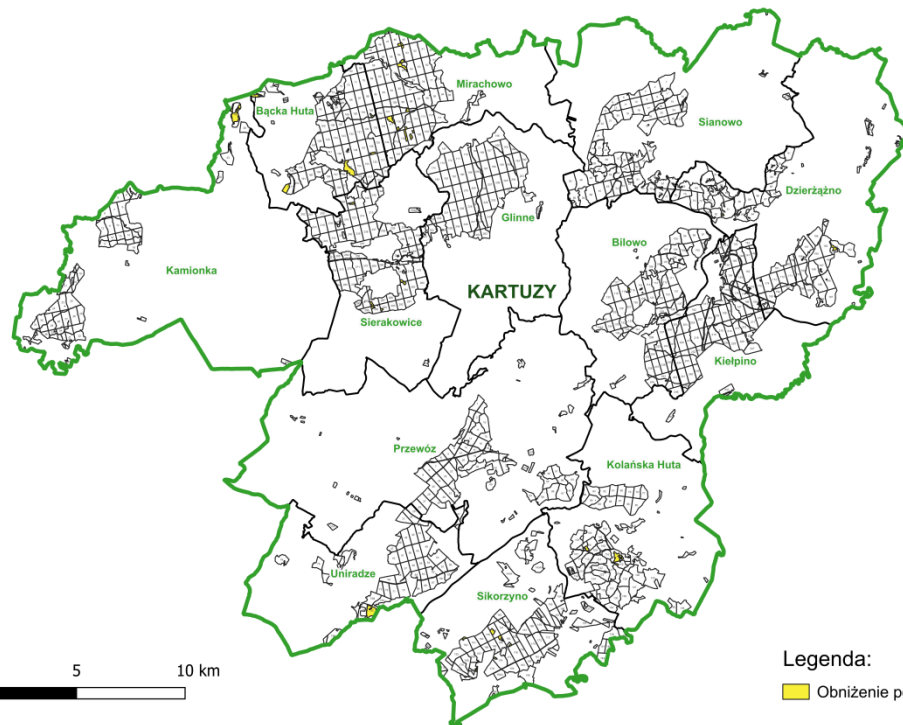 Mirachowo
Bącka Huta
Sianowo
Dzierżążno
Glinne
Bilowo
Kamionka
KARTUZY
Sierakowice
Kiełpino
Przewóz
Kolańska Huta
Uniradze
Sikorzyno
5 10 km
Legenda:
Obniżenie